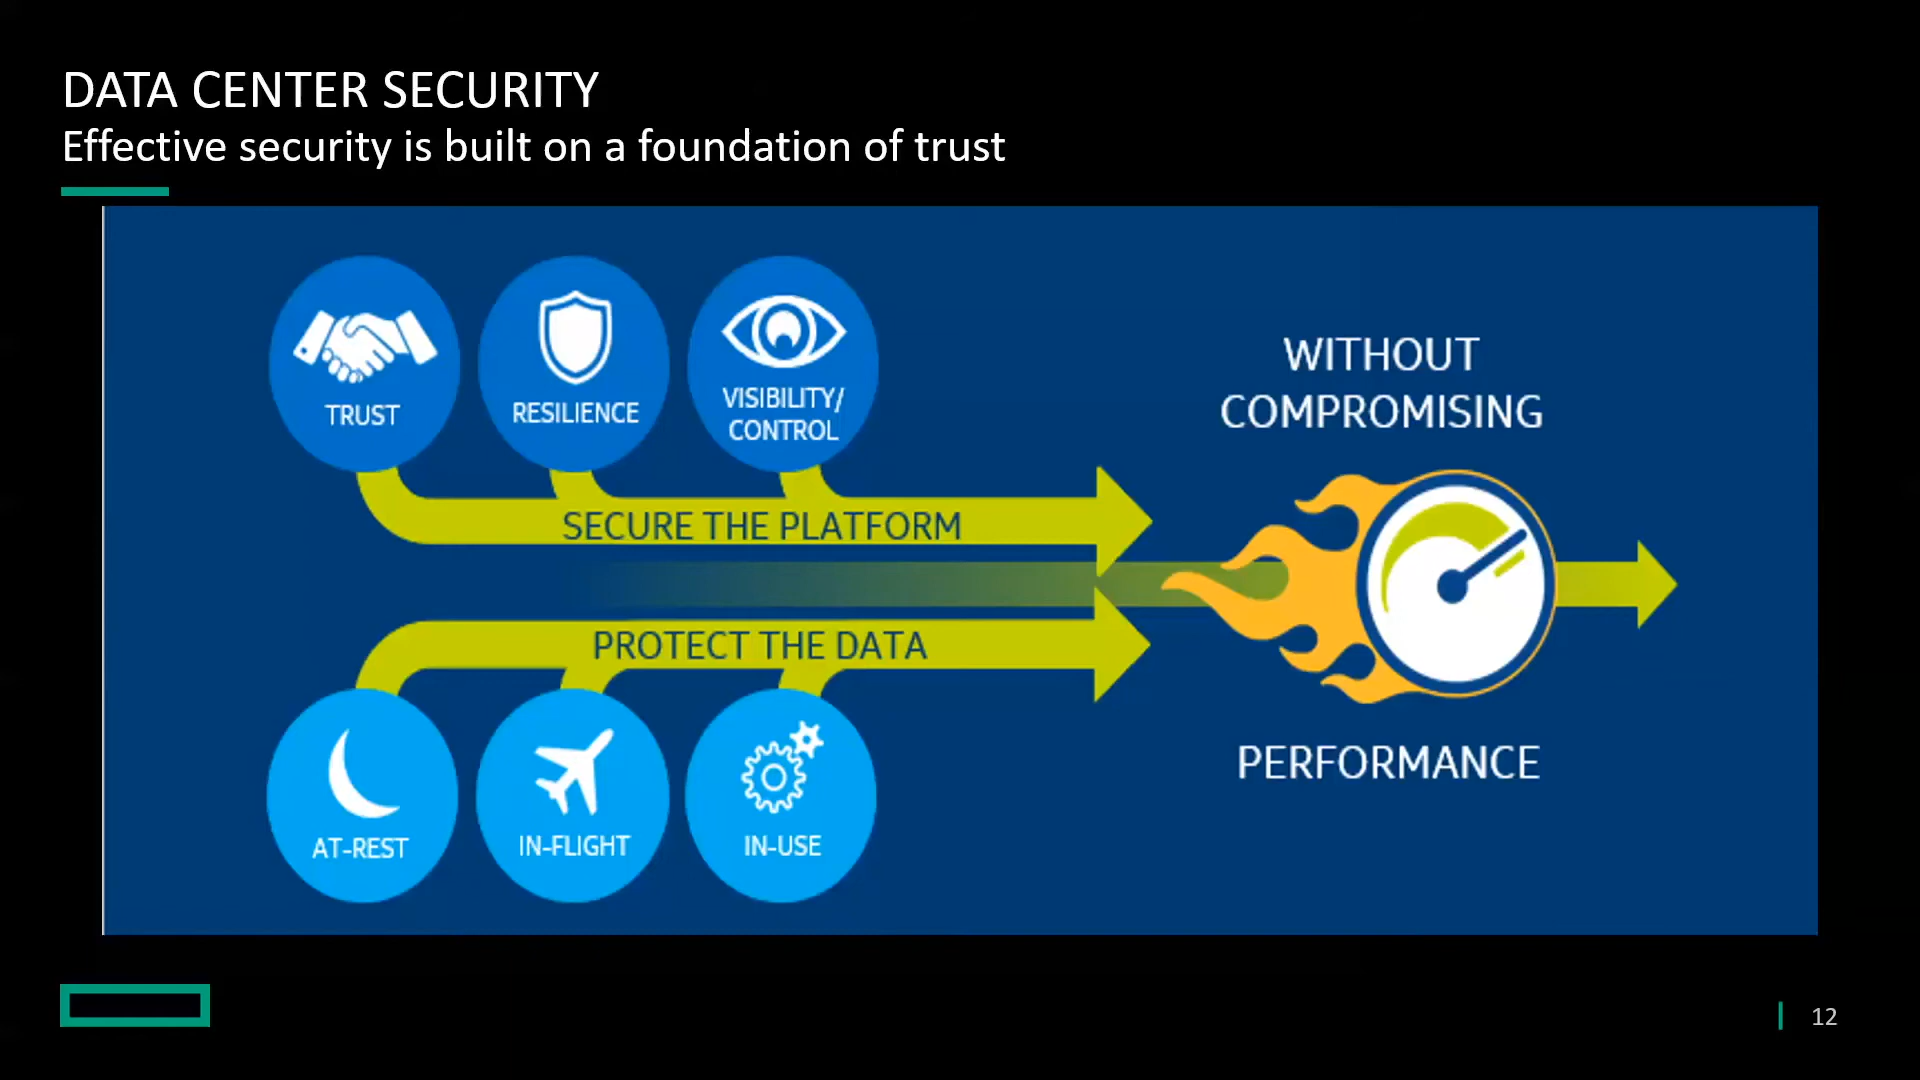 DATA CENTER SECURITY
Effective security is built on a foundation of trust
TRUST
RESILIENCE
VISIBILITY/
CONTROL
SECURE THE PLATFORM
PROTECT THE DATA
AT-REST
IN-FLIGHT
IN-USE
WITHOUT
COMPROMISING
PERFORMANCE
12